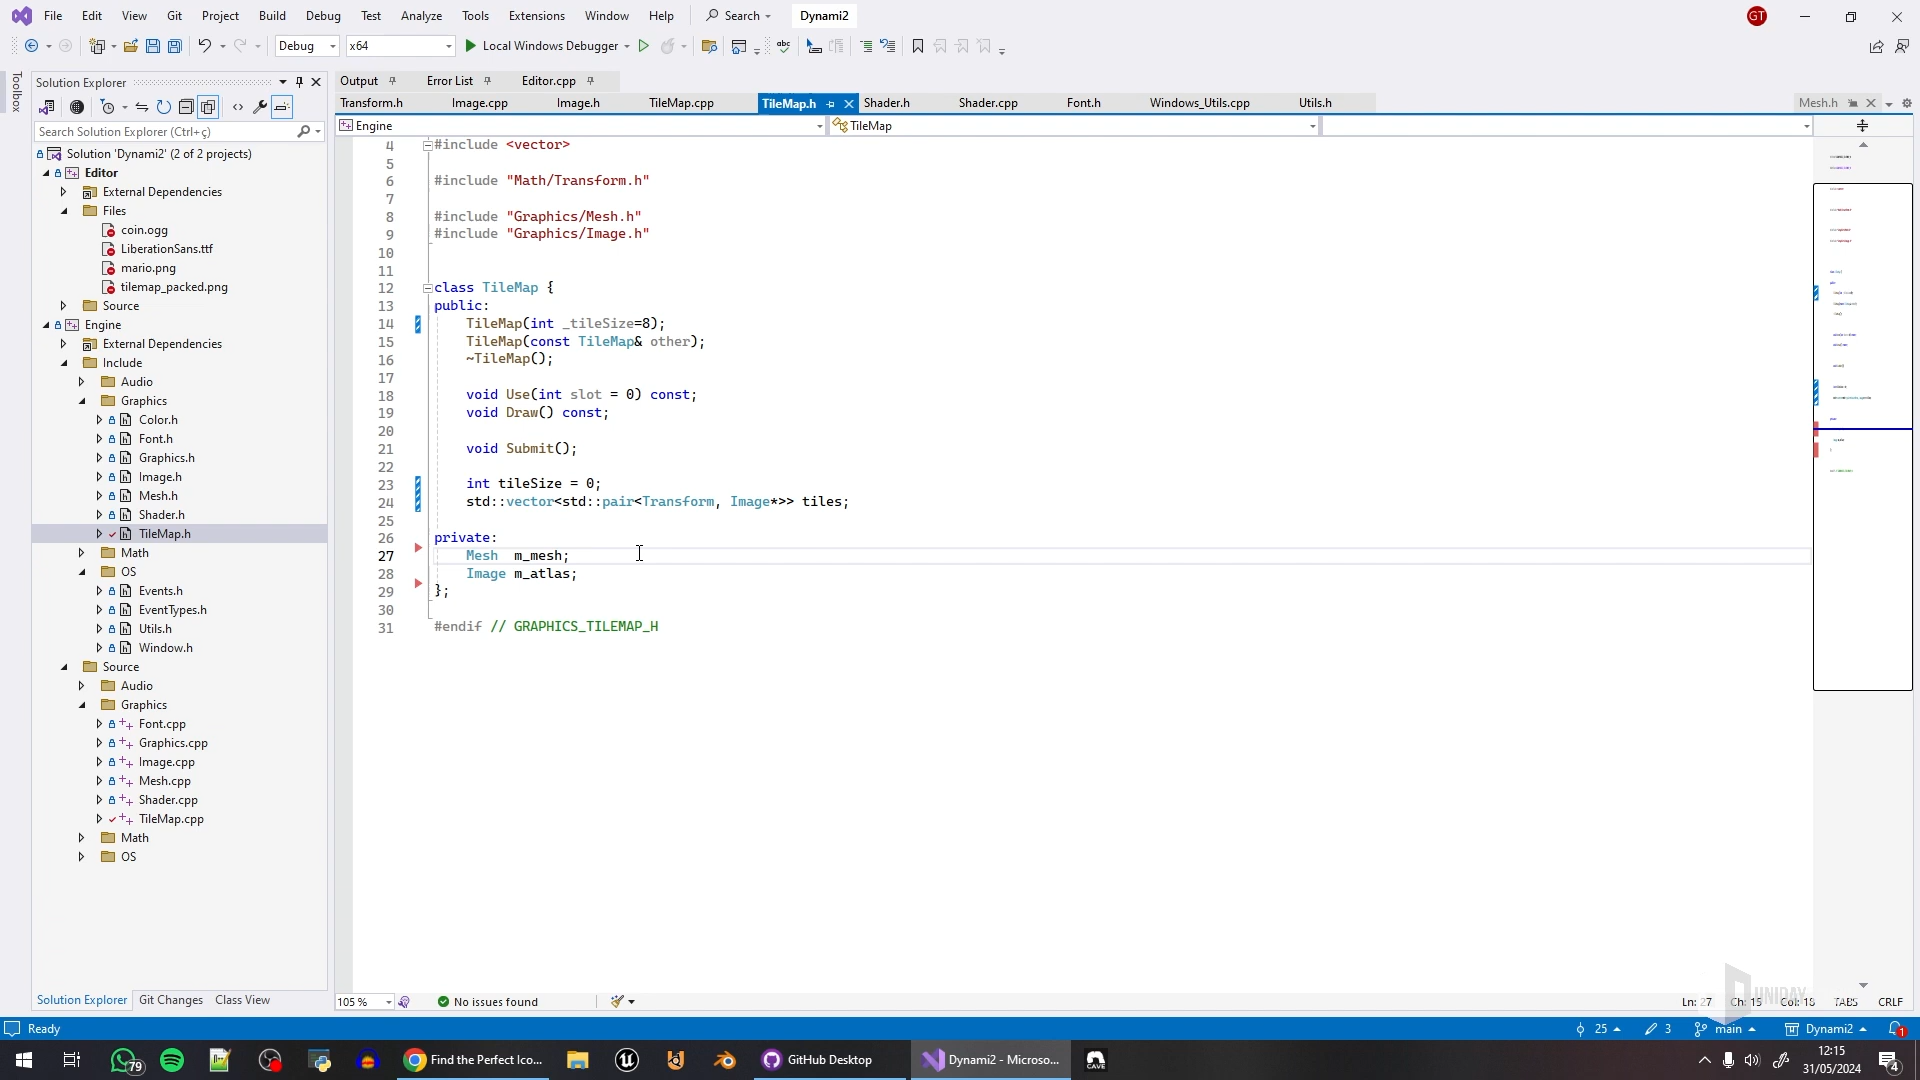 File Edit View Git Project Build Debug Test Analyze Tools Extensions Window Help Search Dynami2 GT
Debug x64 Local Windows Debugger
Toolbox
Solution Explorer
Output Error List Editor.cpp
Transform.h Image.cpp Image.h TileMap.cpp TileMap.h Shader.h Shader.cpp Font.h Windows_Utils.cpp Utils.h Mesh.h
Search Solution Explorer (Ctrl+ç)
Engine TileMap
Solution 'Dynami2' (2 of 2 projects)
Editor
External Dependencies
Files
coin.ogg
LiberationSans.ttf
mario.png
tilemap_packed.png
Source
Engine
External Dependencies
Include
Audio
Graphics
Color.h
Font.h
Graphics.h
Image.h
Mesh.h
Shader.h
TileMap.h
Math
OS
Events.h
EventTypes.h
Utils.h
Window.h
Source
Audio
Graphics
Font.cpp
Graphics.cpp
Image.cpp
Mesh.cpp
Shader.cpp
TileMap.cpp
Math
OS
4 #include <vector>
5
6 #include "Math/Transform.h"
7
8 #include "Graphics/Mesh.h"
9 #include "Graphics/Image.h"
10
11
12 class TileMap {
13 public:
14 TileMap(int _tileSize=8);
15 TileMap(const TileMap& other);
16 ~TileMap();
17
18 void Use(int slot = 0) const;
19 void Draw() const;
20
21 void Submit();
22
23 int tileSize = 0;
24 std::vector<std::pair<Transform, Image*>> tiles;
25
26 private:
27 Mesh m_mesh;
28 Image m_atlas;
29 };
30
31 #endif // GRAPHICS_TILEMAP_H
Solution Explorer Git Changes Class View
105 % No issues found Ln: 27 Ch: 15 Col: 18 TABS CRLF
UNIDAY
Ready 25 3 main Dynami2 1
79 Find the Perfect Ico... GitHub Desktop Dynami2 - Microso... CAVE
12:15
31/05/2024
4